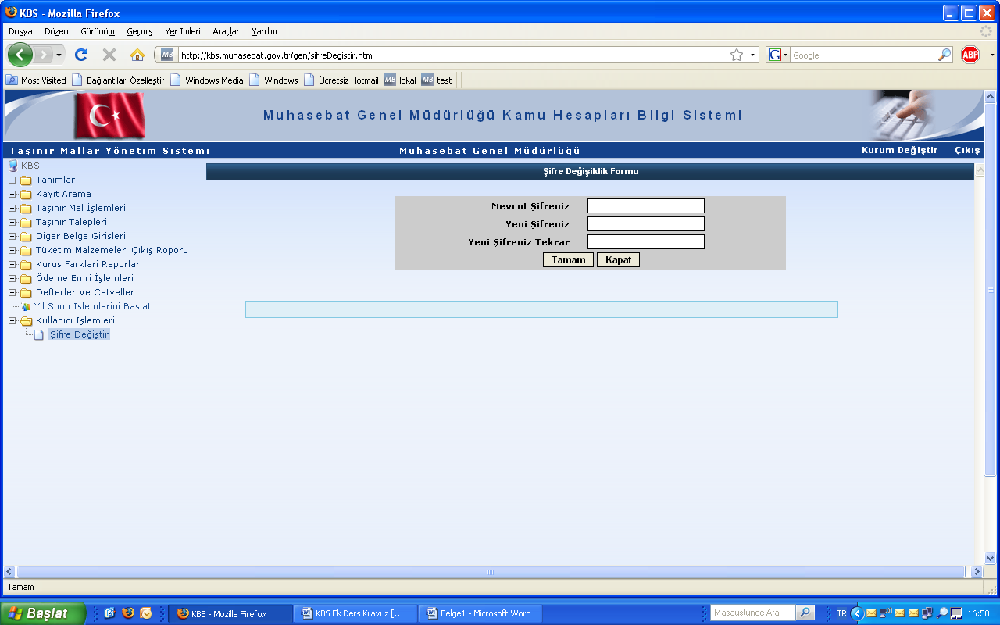 KBS - Mozilla Firefox
Dosya Düzen Görünüm Geçmiş Yer İmleri Araçlar Yardım
MB http://kbs.muhasebat.gov.tr/gen/sifreDegistir.htm G Google ABP
Most Visited Bağlantıları Özelleştir Windows Media Windows Ücretsiz Hotmail MB lokal MB test
Muhasebat Genel Müdürlüğü Kamu Hesapları Bilgi Sistemi
Taşınır Mallar Yönetim Sistemi Muhasebat Genel Müdürlüğü Kurum Değiştir Çıkış
KBS
Şifre Değişiklik Formu
Tanımlar
Kayıt Arama
Taşınır Mal İşlemleri
Taşınır Talepleri
Diger Belge Girisleri
Tüketim Malzemeleri Çıkış Roporu
Kurus Farklari Raporlari
Ödeme Emri İşlemleri
Defterler Ve Cetveller
Yil Sonu Islemlerini Baslat
Kullanıcı İşlemleri
Şifre Değiştir
Mevcut Şifreniz
Yeni Şifreniz
Yeni Şifreniz Tekrar
Tamam Kapat
Tamam
Başlat KBS - Mozilla Firefox KBS Ek Ders Kılavuz [... Belge1 - Microsoft Word Masaüstünde Ara TR 16:50